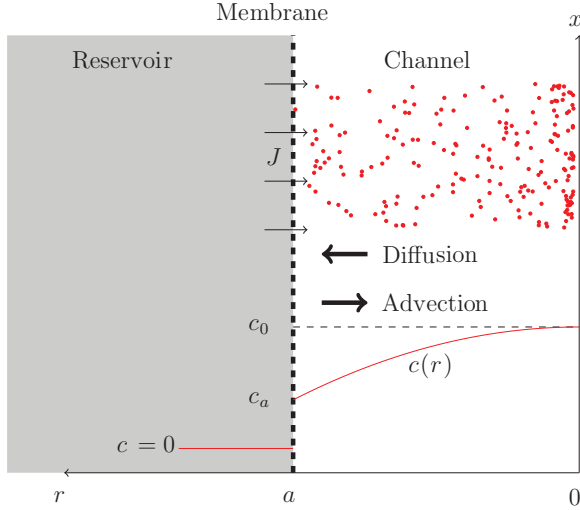 Membrane
x
Reservoir
Channel
J
Diffusion
Advection
c₀
c(r)
cₐ
c = 0
r
a
0